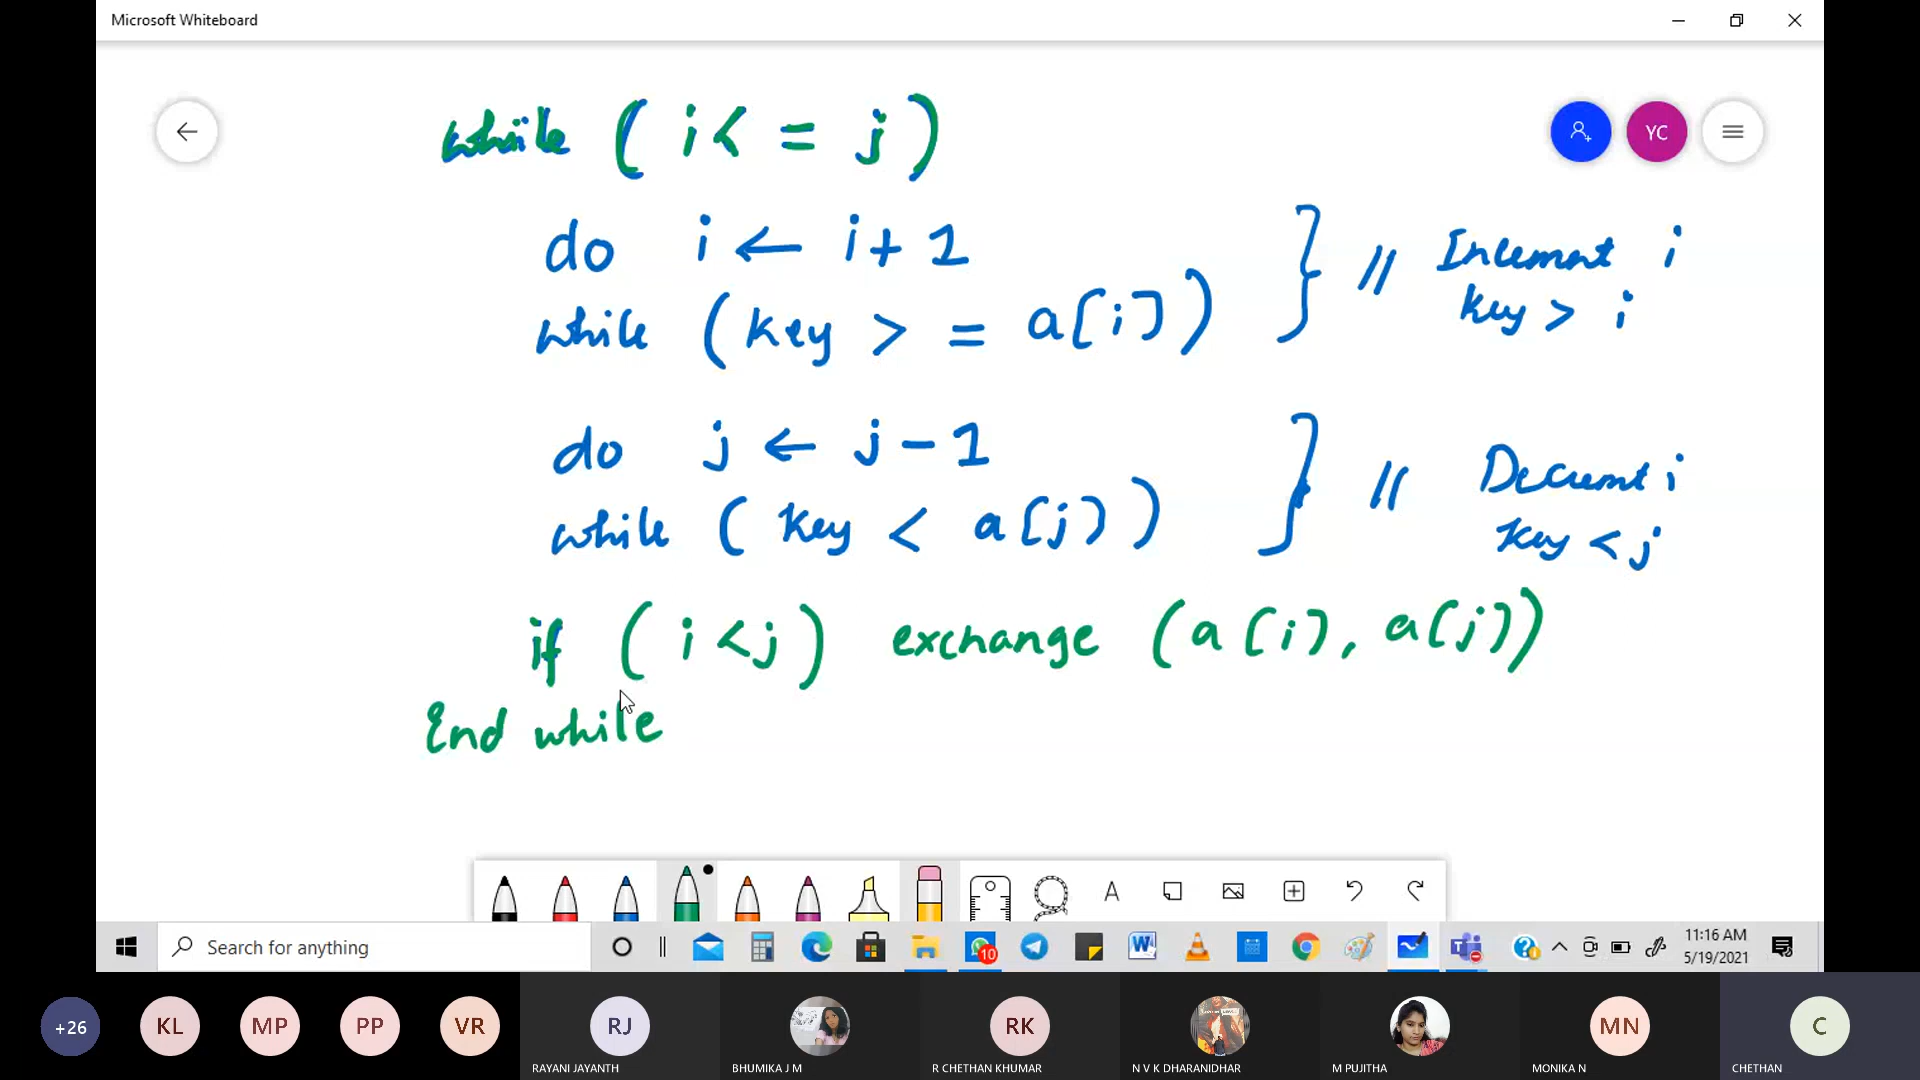 Microsoft Whiteboard
YC
while ( i < = j )
do i ← i + 1
while ( key > = a[i] ) } // Increment i
key > i
do j ← j - 1
while ( key < a[j] ) } // Decremt i
key < j
if ( i < j ) exchange ( a[i], a[j] )
End while
Search for anything
10
11:16 AM
5/19/2021
+26
KL
MP
PP
VR
RJ
RK
MN
C
RAYANI JAYANTH
BHUMIKA J M
R CHETHAN KHUMAR
N V K DHARANIDHAR
M PUJITHA
MONIKA N
CHETHAN